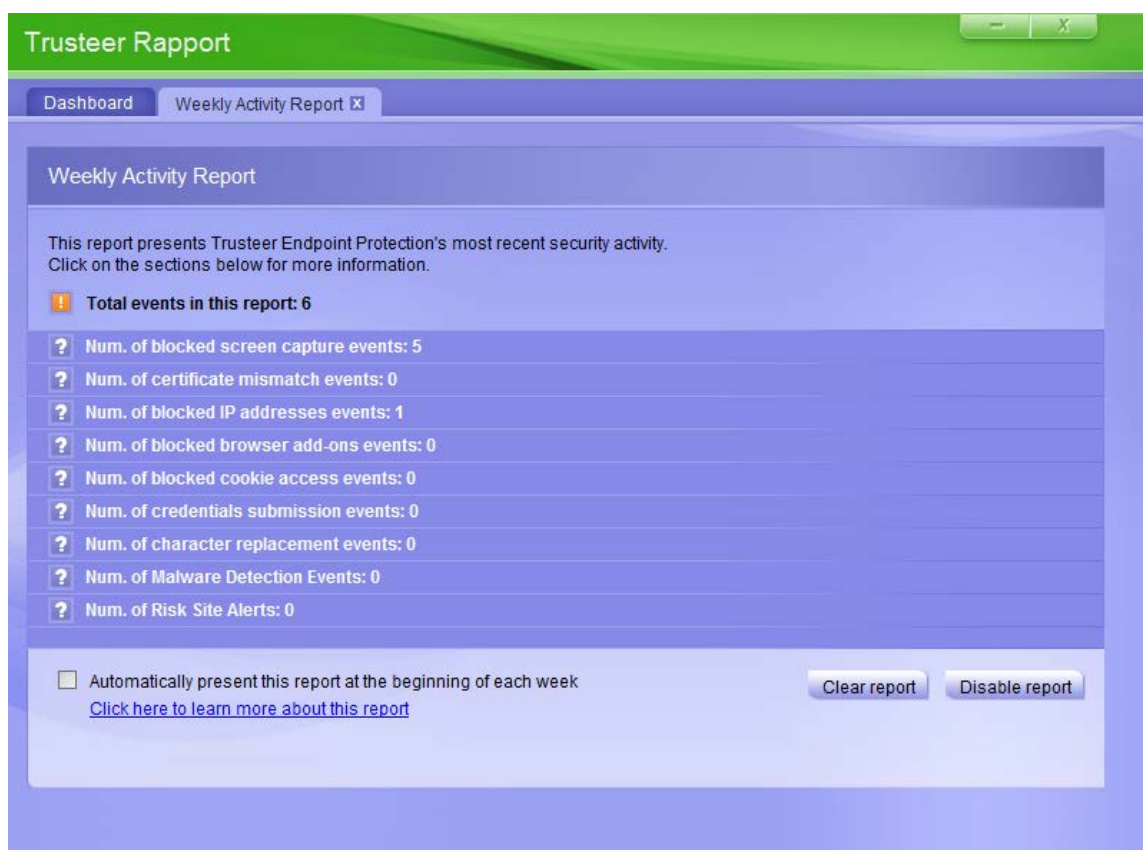 Trusteer Rapport
Dashboard
Weekly Activity Report
Weekly Activity Report
This report presents Trusteer Endpoint Protection's most recent security activity.
Click on the sections below for more information.
Total events in this report: 6
? Num. of blocked screen capture events: 5
? Num. of certificate mismatch events: 0
? Num. of blocked IP addresses events: 1
? Num. of blocked browser add-ons events: 0
? Num. of blocked cookie access events: 0
? Num. of credentials submission events: 0
? Num. of character replacement events: 0
? Num. of Malware Detection Events: 0
? Num. of Risk Site Alerts: 0
Automatically present this report at the beginning of each week
Click here to learn more about this report
Clear report
Disable report